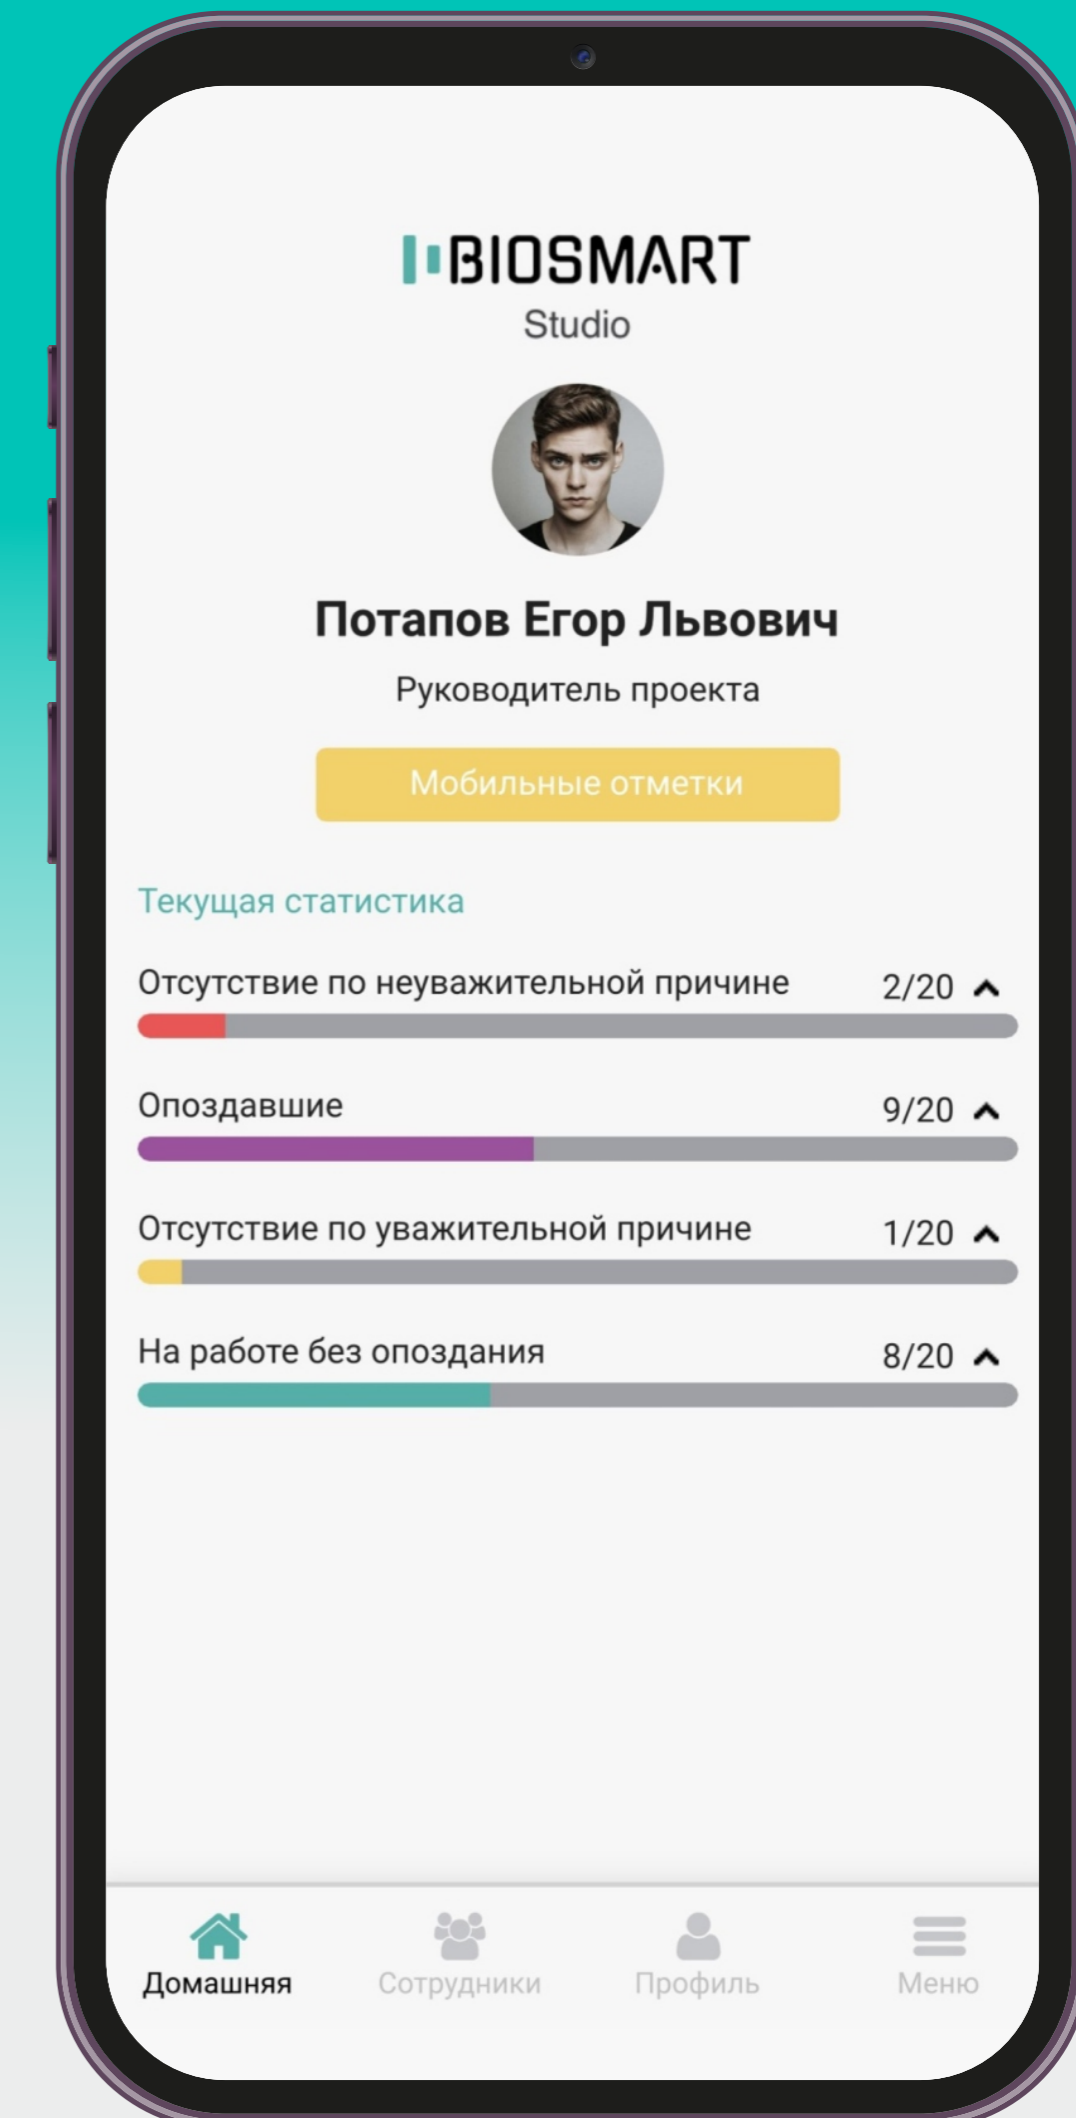 BIOSMART
Studio
Потапов Егор Львович
Руководитель проекта
Мобильные отметки
Текущая статистика
Отсутствие по неуважительной причине 2/20
Опоздавшие 9/20
Отсутствие по уважительной причине 1/20
На работе без опоздания 8/20
Домашняя Сотрудники Профиль Меню